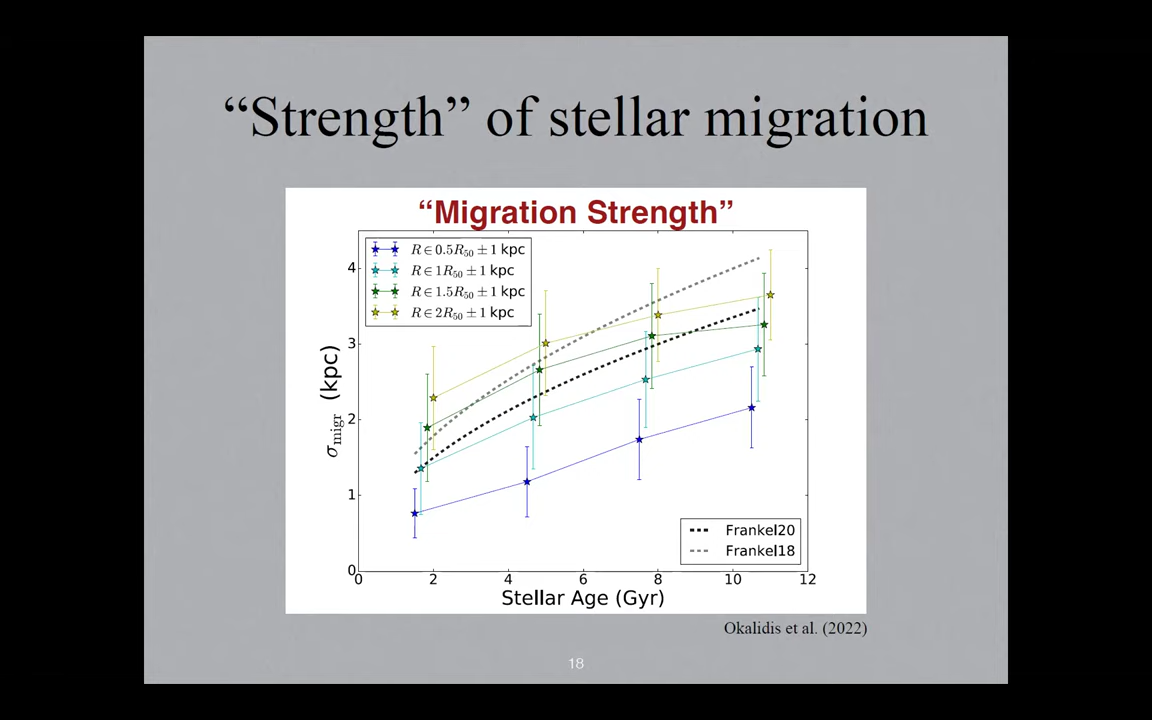 “Strength” of stellar migration
“Migration Strength”
R ∈ 0.5R₅₀ ± 1 kpc
R ∈ 1R₅₀ ± 1 kpc
R ∈ 1.5R₅₀ ± 1 kpc
R ∈ 2R₅₀ ± 1 kpc
4
3
2
1
0
σmigr (kpc)
Frankel20
Frankel18
0 2 4 6 8 10 12
Stellar Age (Gyr)
Okalidis et al. (2022)
18